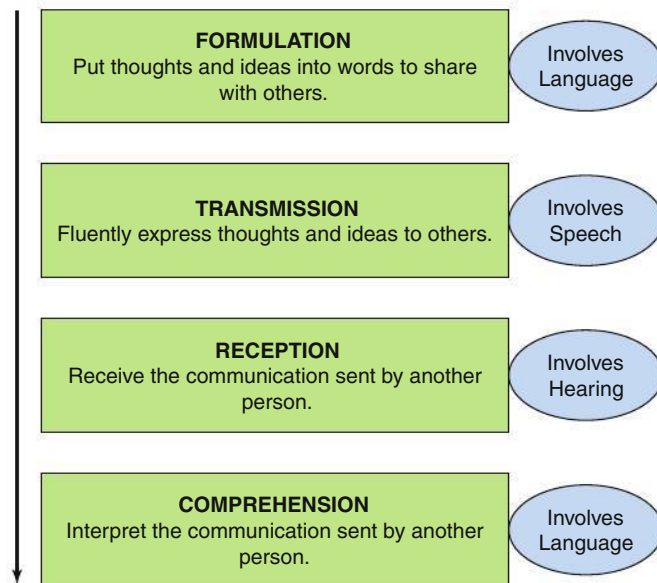 FORMULATION
Put thoughts and ideas into words to share
with others.
Involves
Language
TRANSMISSION
Fluently express thoughts and ideas to others.
Involves
Speech
RECEPTION
Receive the communication sent by another
person.
Involves
Hearing
COMPREHENSION
Interpret the communication sent by another
person.
Involves
Language